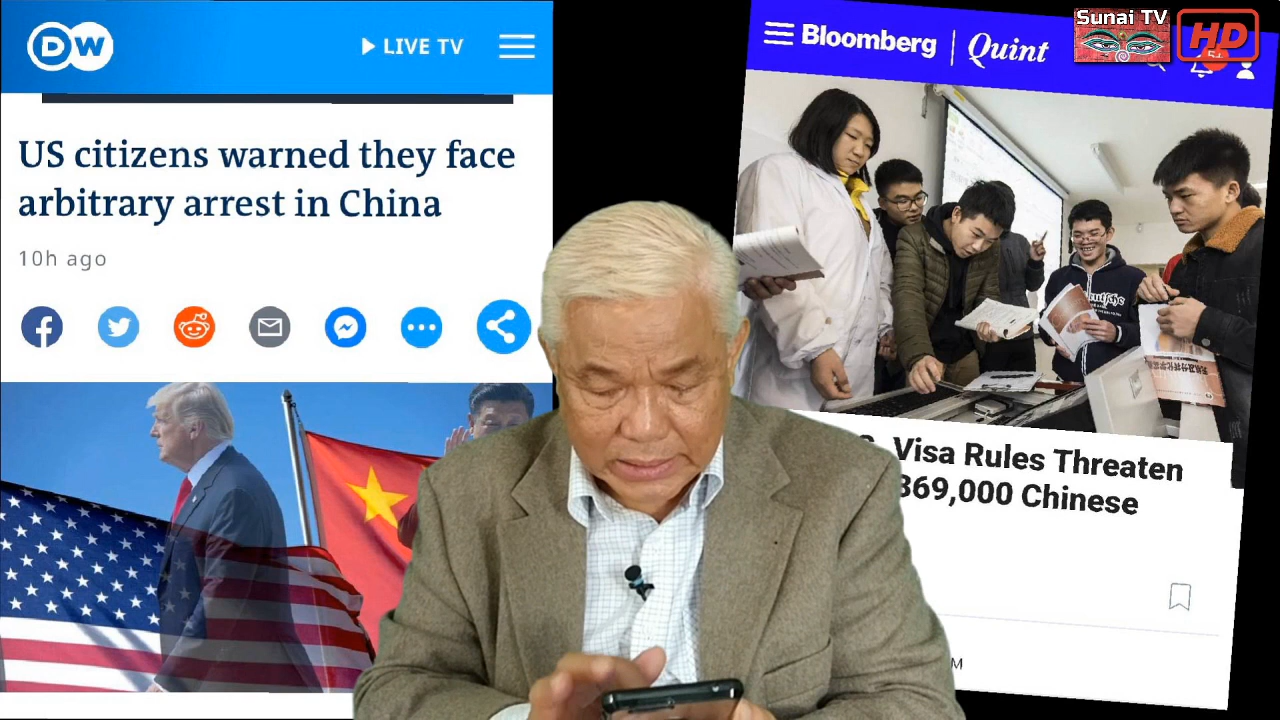 DW
LIVE TV
US citizens warned they face
arbitrary arrest in China
10h ago
Bloomberg | Quint
Sunai TV
HD
Visa Rules Threaten
369,000 Chinese
M